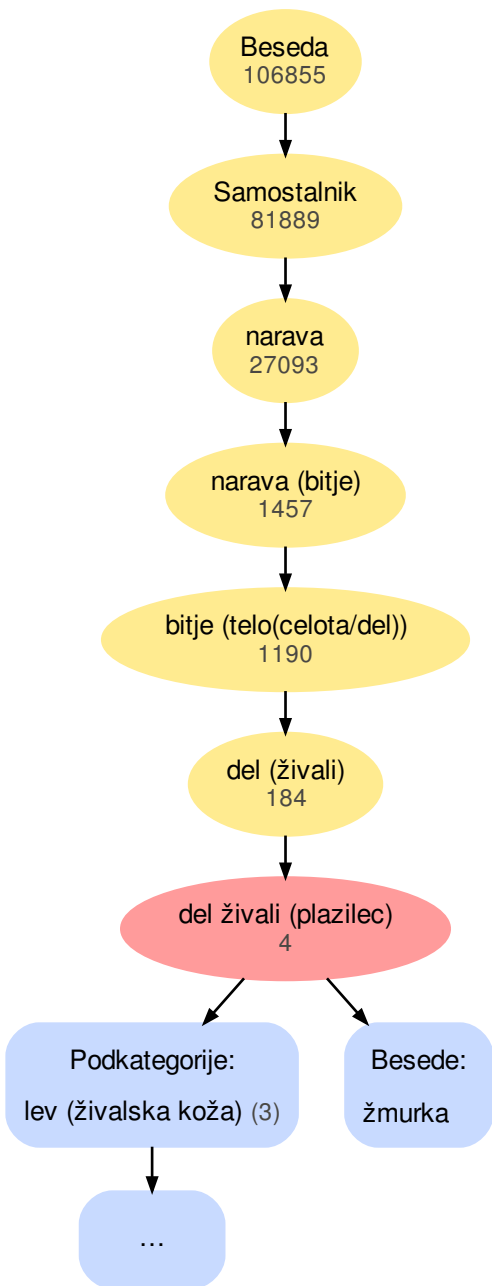 Beseda
106855
Samostalnik
81889
narava
27093
narava (bitje)
1457
bitje (telo(celota/del))
1190
del (živali)
184
del živali (plazilec)
4
Podkategorije:
lev (živalska koža) (3)
Besede:
žmurka
...